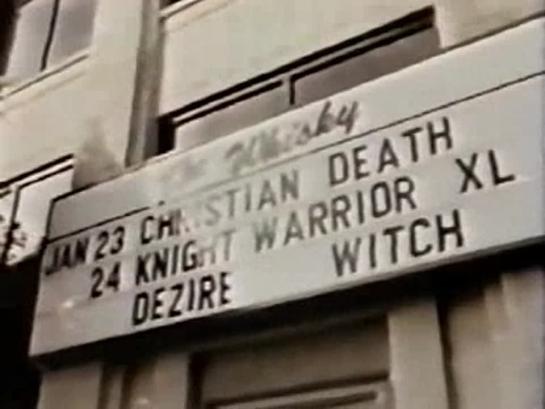 The Whisky
JAN 23 CHRISTIAN DEATH
24 KNIGHT WARRIOR XL
DEZIRE WITCH